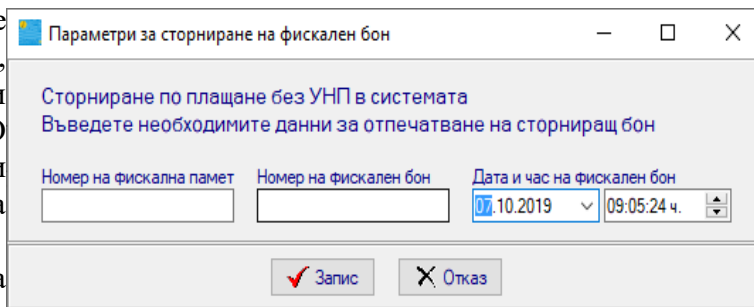 Параметри за сторниране на фискален бон
Сторниране по плащане без УНП в системата
Въведете необходимите данни за отпечатване на сторниращ бон
Номер на фискална памет Номер на фискален бон Дата и час на фискален бон
07.10.2019 09:05:24 ч.
Запис Отказ